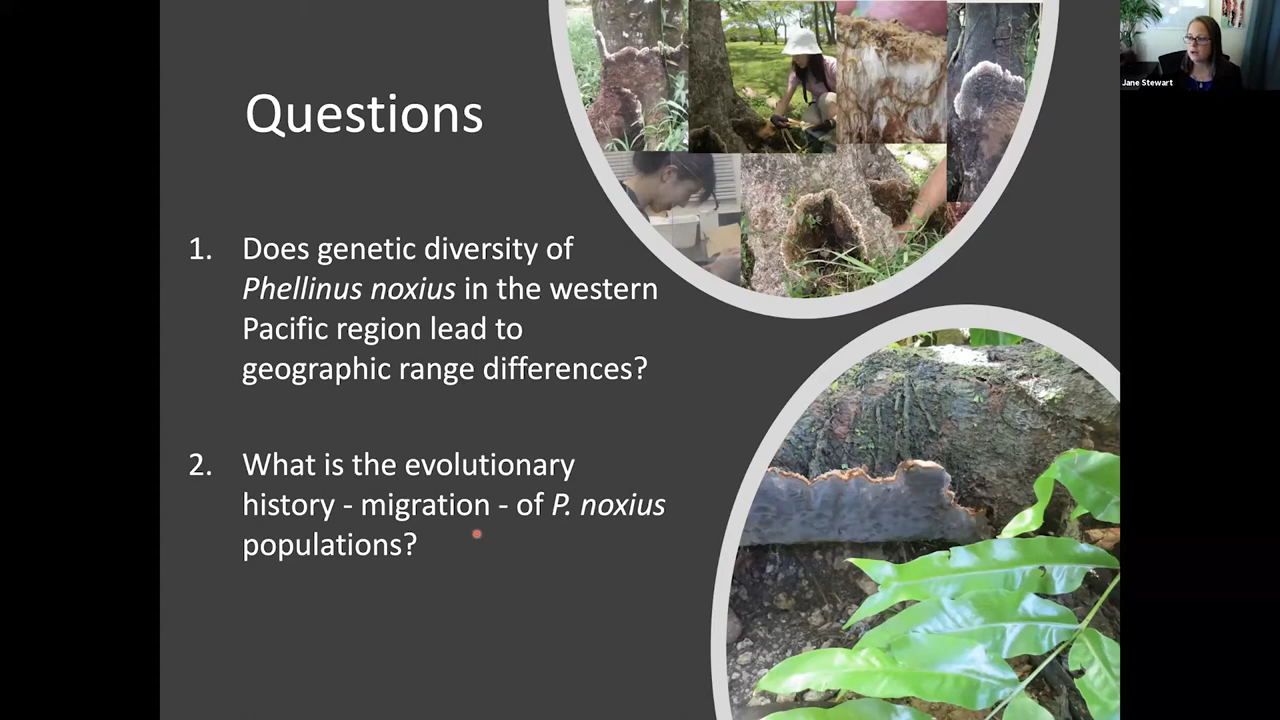 Questions
1. Does genetic diversity of
Phellinus noxius in the western
Pacific region lead to
geographic range differences?
2. What is the evolutionary
history - migration - of P. noxius
populations?
Jane Stewart